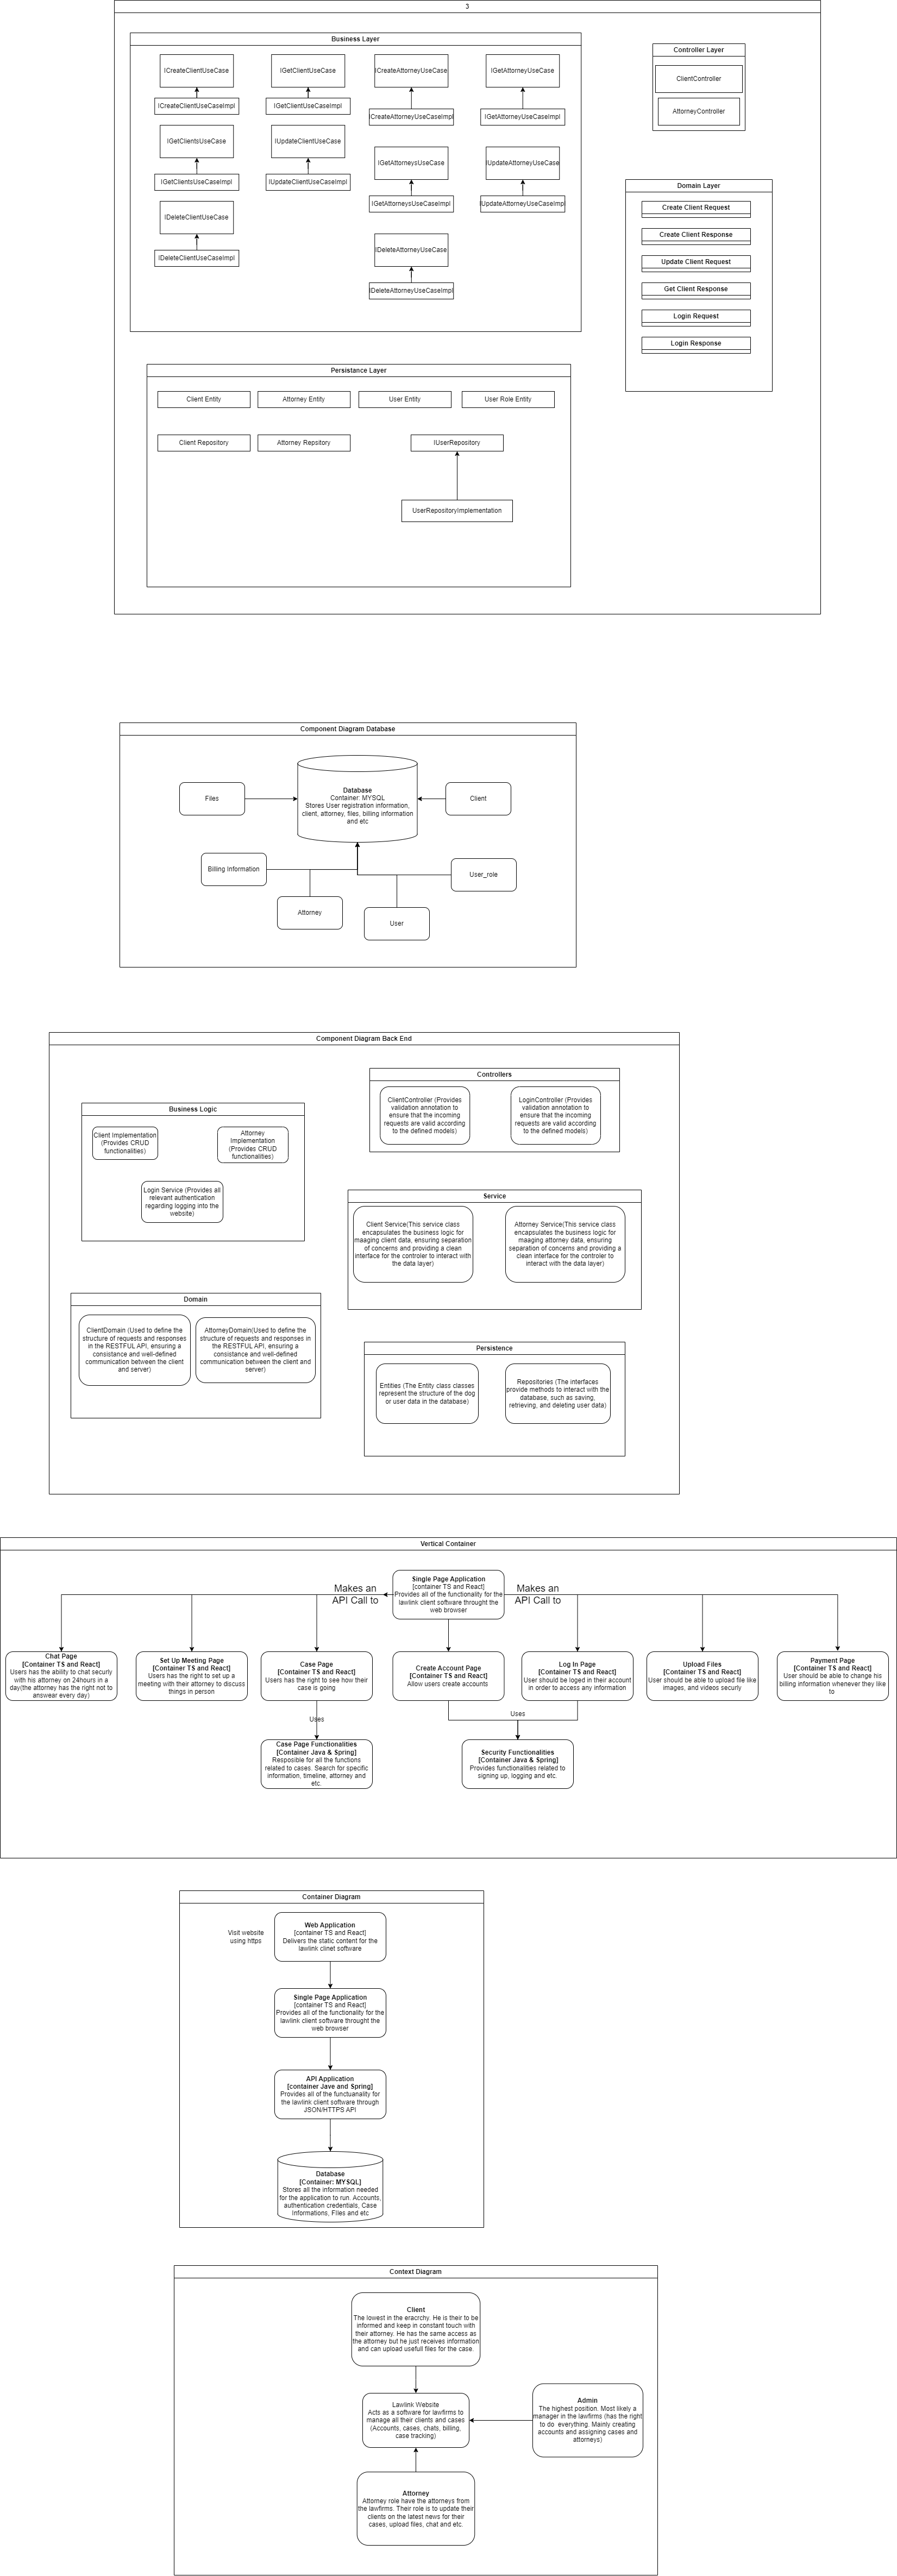 3
Business Layer
ICreateClientUseCase
IGetClientUseCase
ICreateAttorneyUseCase
IGetAttorneyUseCase
ICreateClientUseCaseImpl
IGetClientUseCaseImpl
ICreateAttorneyUseCaseImpl
IGetAttorneyUseCaseImpl
IGetClientsUseCase
IUpdateClientUseCase
IGetAttorneysUseCase
IUpdateAttorneyUseCase
IGetClientsUseCaseImpl
IUpdateClientUseCaseImpl
IGetAttorneysUseCaseImpl
IUpdateAttorneyUseCaseImpl
IDeleteClientUseCase
IDeleteAttorneyUseCase
IDeleteClientUseCaseImpl
IDeleteAttorneyUseCaseImpl
Controller Layer
ClientController
AttorneyController
Domain Layer
Create Client Request
Create Client Response
Update Client Request
Get Client Response
Login Request
Login Response
Persistance Layer
Client Entity
Attorney Entity
User Entity
User Role Entity
Client Repository
Attorney Repsitory
IUserRepository
UserRepositoryImplementation
Component Diagram Database
Files
Database
Container: MYSQL
Stores User registration information,
client, attorney, files, billing information
and etc
Client
Billing Information
User_role
Attorney
User
Component Diagram Back End
Controllers
ClientController (Provides
validation annotation to
ensure that the incoming
requests are valid according
to the defined models)
LoginController (Provides
validation annotation to
ensure that the incoming
requests are valid according
to the defined models)
Business Logic
Client Implementation
(Provides CRUD
functionalities)
Attorney
Implementation
(Provides CRUD
functionalities)
Login Service (Provides all
relevant authentication
regarding logging into the
website)
Service
Client Service(This service class
encapsulates the business logic for
maaging client data, ensuring separation
of concerns and providing a clean
interface for the controler to interact with
the data layer)
Attorney Service(This service class
encapsulates the business logic for
maaging attorney data, ensuring
separation of concerns and providing a
clean interface for the controler to
interact with the data layer)
Domain
ClientDomain (Used to define the
structure of requests and responses
in the RESTFUL API, ensuring a
consistance and well-defined
communication between the client
and server)
AttorneyDomain(Used to define the
structure of requests and responses in
the RESTFUL API, ensuring a
consistance and well-defined
communication between the client and
server)
Persistence
Entities (The Entity class classes
represent the structure of the dog
or user data in the database)
Repositories (The interfaces
provide methods to interact with the
database, such as saving,
retrieving, and deleting user data)
Vertical Container
Single Page Application
[container TS and React]
Provides all of the functionality for the
lawlink client software throught the
web browser
Makes an
API Call to
Makes an
API Call to
Chat Page
[Container TS and React]
Users has the ability to chat securly
with his attorney on 24hours in a
day(the attorney has the right not to
answear every day)
Set Up Meeting Page
[Container TS and React]
Users has the right to set up a
meeting with their attorney to discuss
things in person
Case Page
[Container TS and React]
Users has the right to see how their
case is going
Create Account Page
[Container TS and React]
Allow users create accounts
Log In Page
[Container TS and React]
User should be loged in their account
in order to access any information
Upload Files
[Container TS and React]
User should be able to upload file like
images, and videos securly
Payment Page
[Container TS and React]
User should be able to change his
billing information whenever they like
to
Uses
Uses
Case Page Functionalities
[Container Java & Spring]
Resposible for all the functions
related to cases. Search for specific
information, timeline, attorney and
etc.
Security Functionalities
[Container Java & Spring]
Provides functionalities related to
signing up, logging and etc.
Container Diagram
Visit website
using https
Web Application
[container TS and React]
Delivers the static content for the
lawlink clinet software
Single Page Application
[container TS and React]
Provides all of the functionality for the
lawlink client software throught the
web browser
API Application
[container Jave and Spring]
Provides all of the functuanality for
the lawlink client software through
JSON/HTTPS API
Database
[Container: MYSQL]
Stores all the information needed
for the application to run. Accounts,
authentication credentials, Case
Informations, Files and etc
Context Diagram
Client
The lowest in the eracrchy. He is their to be
informed and keep in constant touch with
their attorney. He has the same access as
the attorney but he just receives information
and can upload usefull files for the case.
Lawlink Website
Acts as a software for lawfirms to
manage all their clients and cases
(Accounts, cases, chats, billing,
case tracking)
Admin
The highest position. Most likely a
manager in the lawfirms (has the right
to do everything. Mainly creating
accounts and assigning cases and
attorneys)
Attorney
Attorney role have the attorneys from
the lawfirms. Their role is to update their
clients on the latest news for their
cases, upload files, chat and etc.